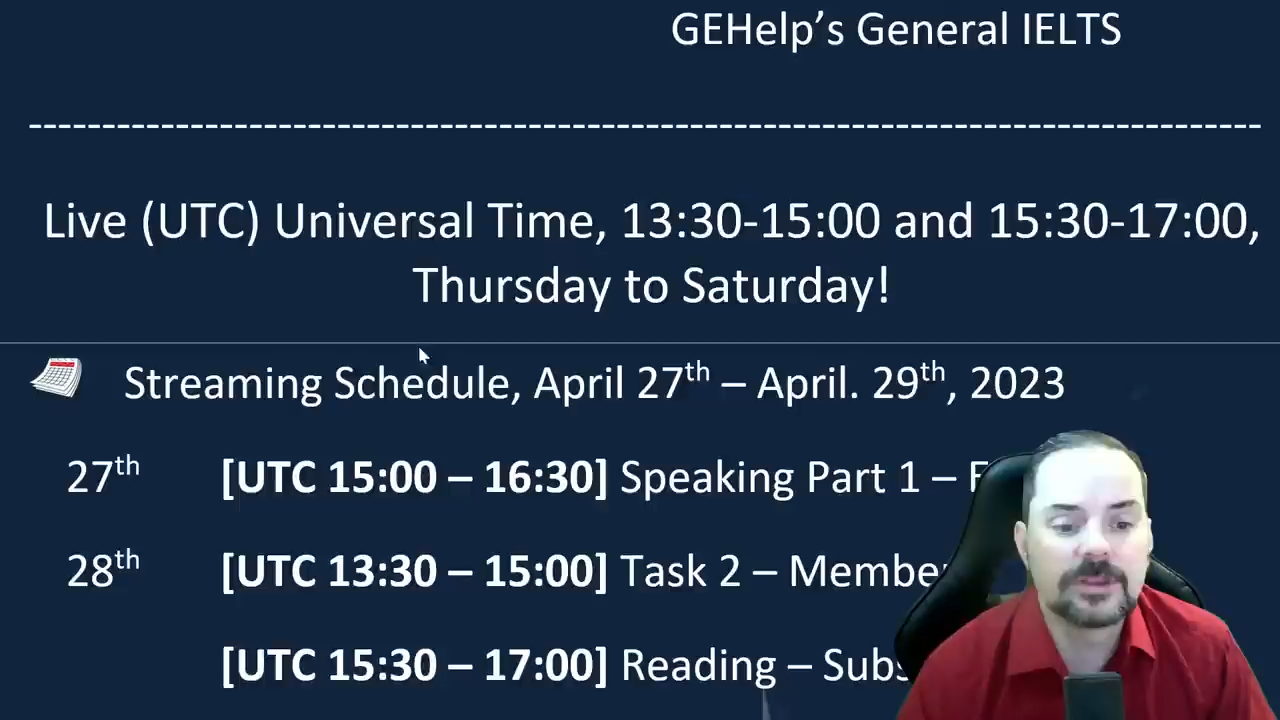 GEHelp’s General IELTS
--------------------------------------------------------------------------------------
Live (UTC) Universal Time, 13:30-15:00 and 15:30-17:00,
Thursday to Saturday!
Streaming Schedule, April 27th – April. 29th, 2023
27th [UTC 15:00 – 16:30] Speaking Part 1 –
28th [UTC 13:30 – 15:00] Task 2 –
[UTC 15:30 – 17:00] Reading –